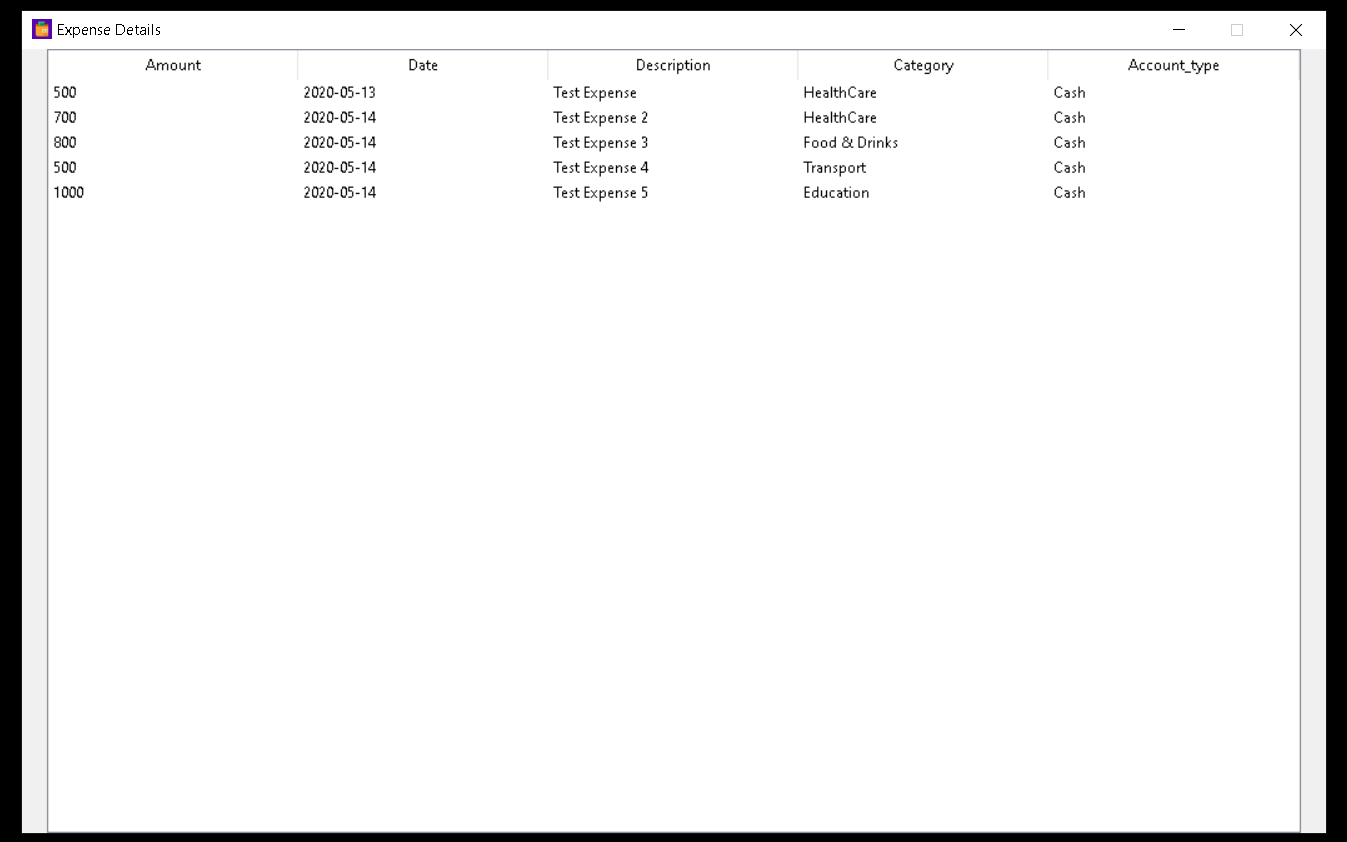 Expense Details
Amount Date Description Category Account_type
500 2020-05-13 Test Expense HealthCare Cash
700 2020-05-14 Test Expense 2 HealthCare Cash
800 2020-05-14 Test Expense 3 Food & Drinks Cash
500 2020-05-14 Test Expense 4 Transport Cash
1000 2020-05-14 Test Expense 5 Education Cash